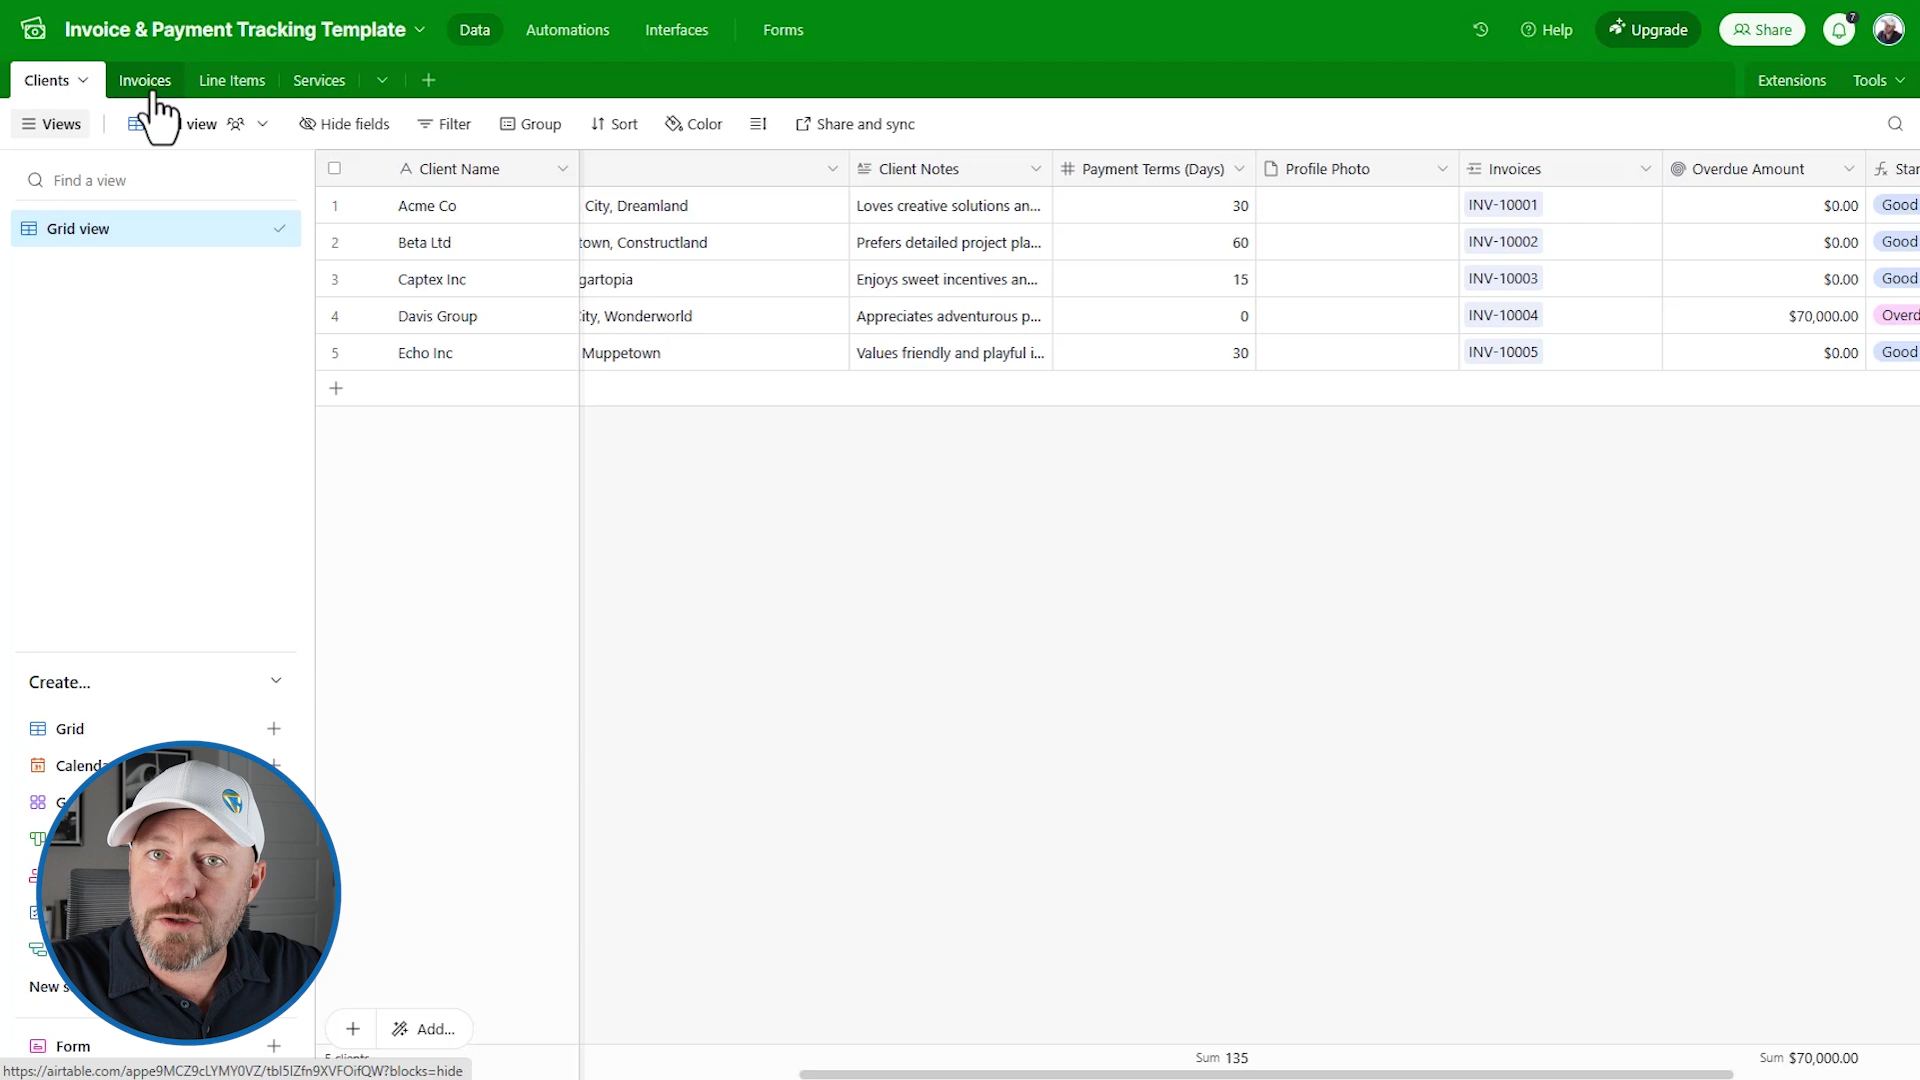 Invoice & Payment Tracking Template
Data
Automations
Interfaces
Forms
Help
Upgrade
Share
7
Clients
Invoices
Line Items
Services
Extensions
Tools
Views
view
Hide fields
Filter
Group
Sort
Color
Share and sync
Find a view
Grid view
Client Name
Client Notes
Payment Terms (Days)
Profile Photo
Invoices
Overdue Amount
1 Acme Co City, Dreamland Loves creative solutions an... 30 INV-10001 $0.00 Good
2 Beta Ltd town, Constructland Prefers detailed project pla... 60 INV-10002 $0.00 Good
3 Captex Inc gartopia Enjoys sweet incentives an... 15 INV-10003 $0.00 Good
4 Davis Group City, Wonderworld Appreciates adventurous p... 0 INV-10004 $70,000.00 Overd
5 Echo Inc Muppetown Values friendly and playful i... 30 INV-10005 $0.00 Good
Create...
Grid
Calenda
New s
Form
Add...
5 clients
Sum 135
Sum $70,000.00
https://airtable.com/appe9MCZ9cLYMY0VZ/tbl5IZfn9XVFOifQW?blocks=hide